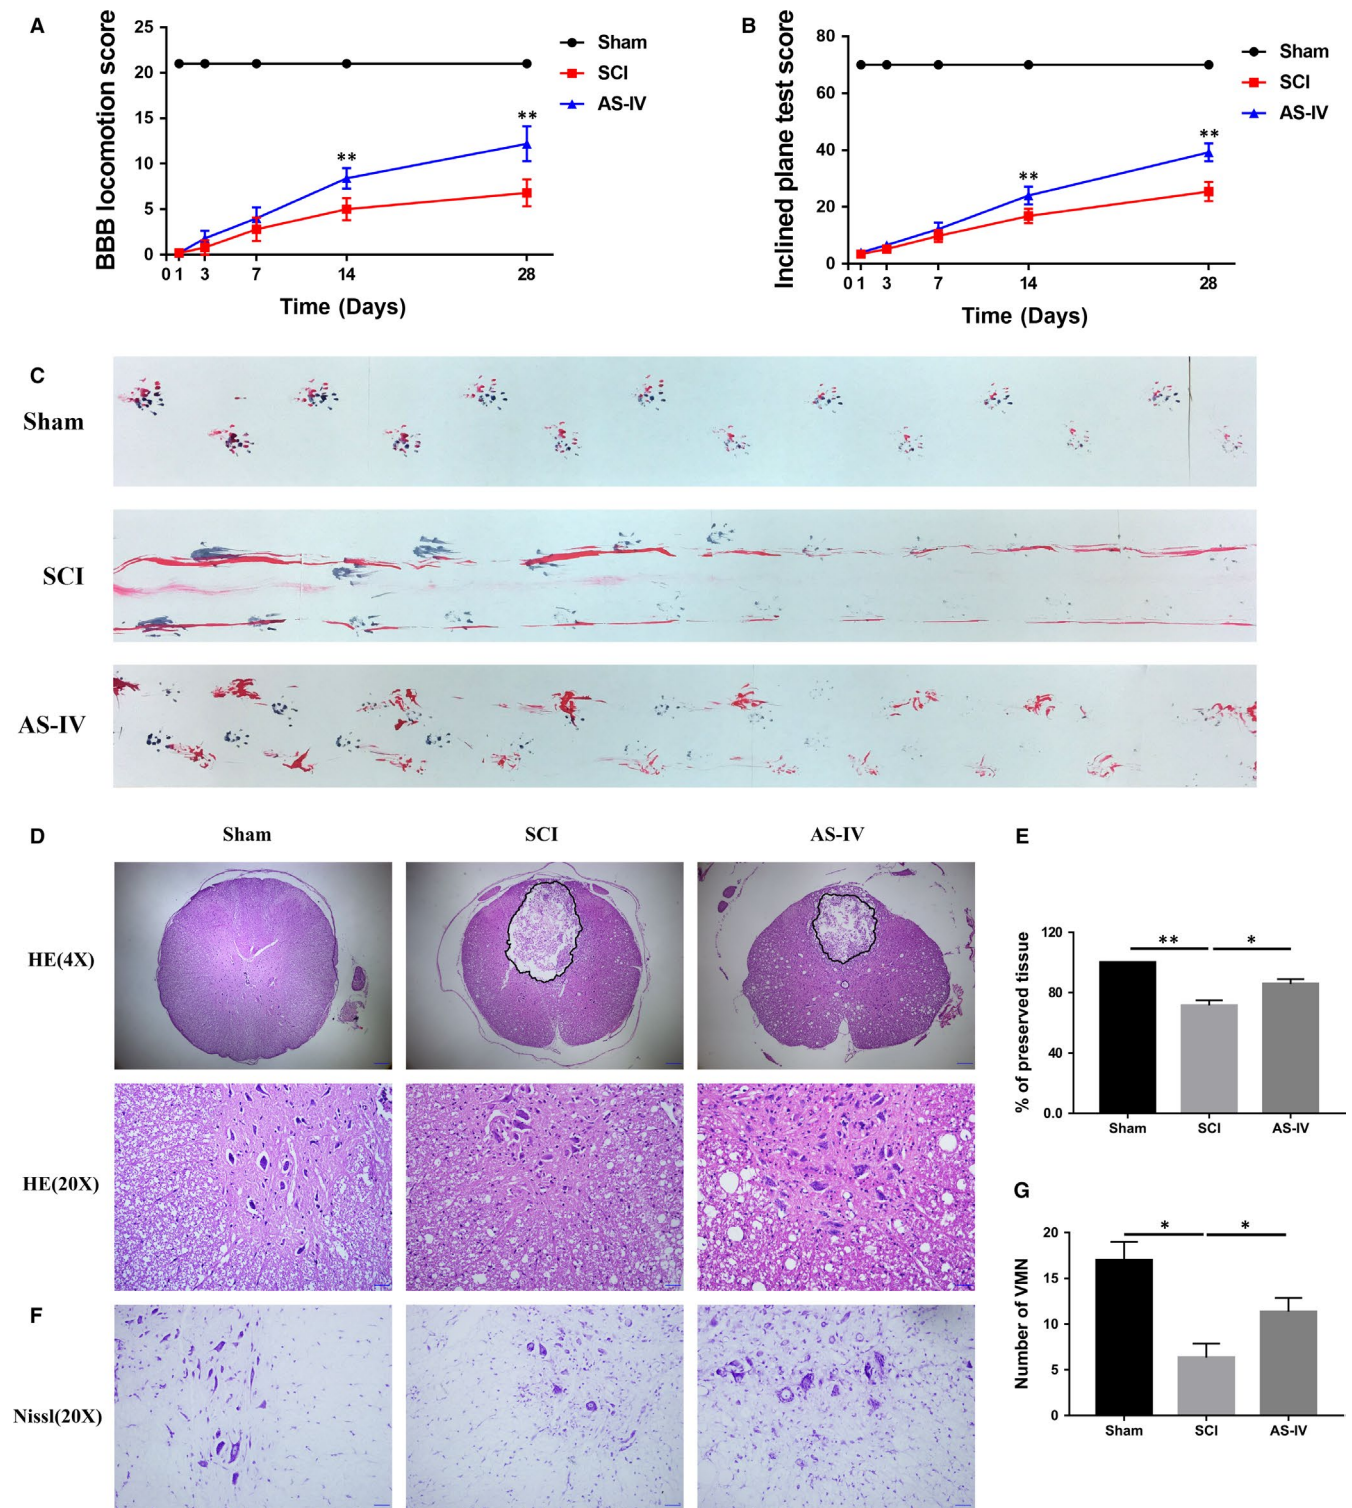 A
BBB locomotion score
25
20
15
10
5
0
0 1 3 7 14 28
Time (Days)
**
**
Sham
SCI
AS-IV
B
Inclined plane test score
80
60
40
20
0
0 1 3 7 14 28
Time (Days)
**
**
Sham
SCI
AS-IV
C
Sham
SCI
AS-IV
D
Sham SCI AS-IV
HE(4X)
HE(20X)
E
% of preserved tissue
120
80
40
0.0
** *
Sham SCI AS-IV
F
Nissl(20X)
G
Number of VMN
20
15
10
5
0
* *
Sham SCI AS-IV